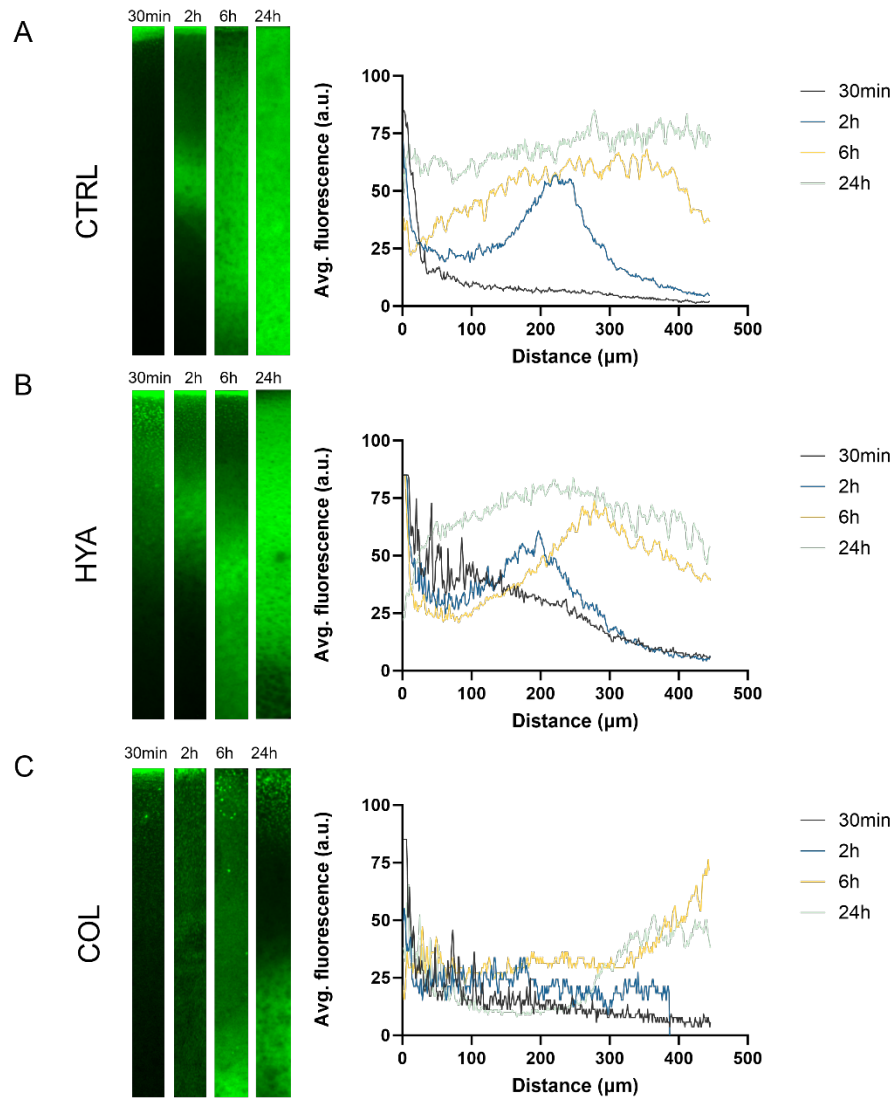 A
30min 2h 6h 24h
CTRL
Avg. fluorescence (a.u.)
100
75
50
25
0
0 100 200 300 400 500
Distance (µm)
30min
2h
6h
24h
B
30min 2h 6h 24h
HYA
Avg. fluorescence (a.u.)
100
75
50
25
0
0 100 200 300 400 500
Distance (µm)
30min
2h
6h
24h
C
30min 2h 6h 24h
COL
Avg. fluorescence (a.u.)
100
75
50
25
0
0 100 200 300 400 500
Distance (µm)
30min
2h
6h
24h